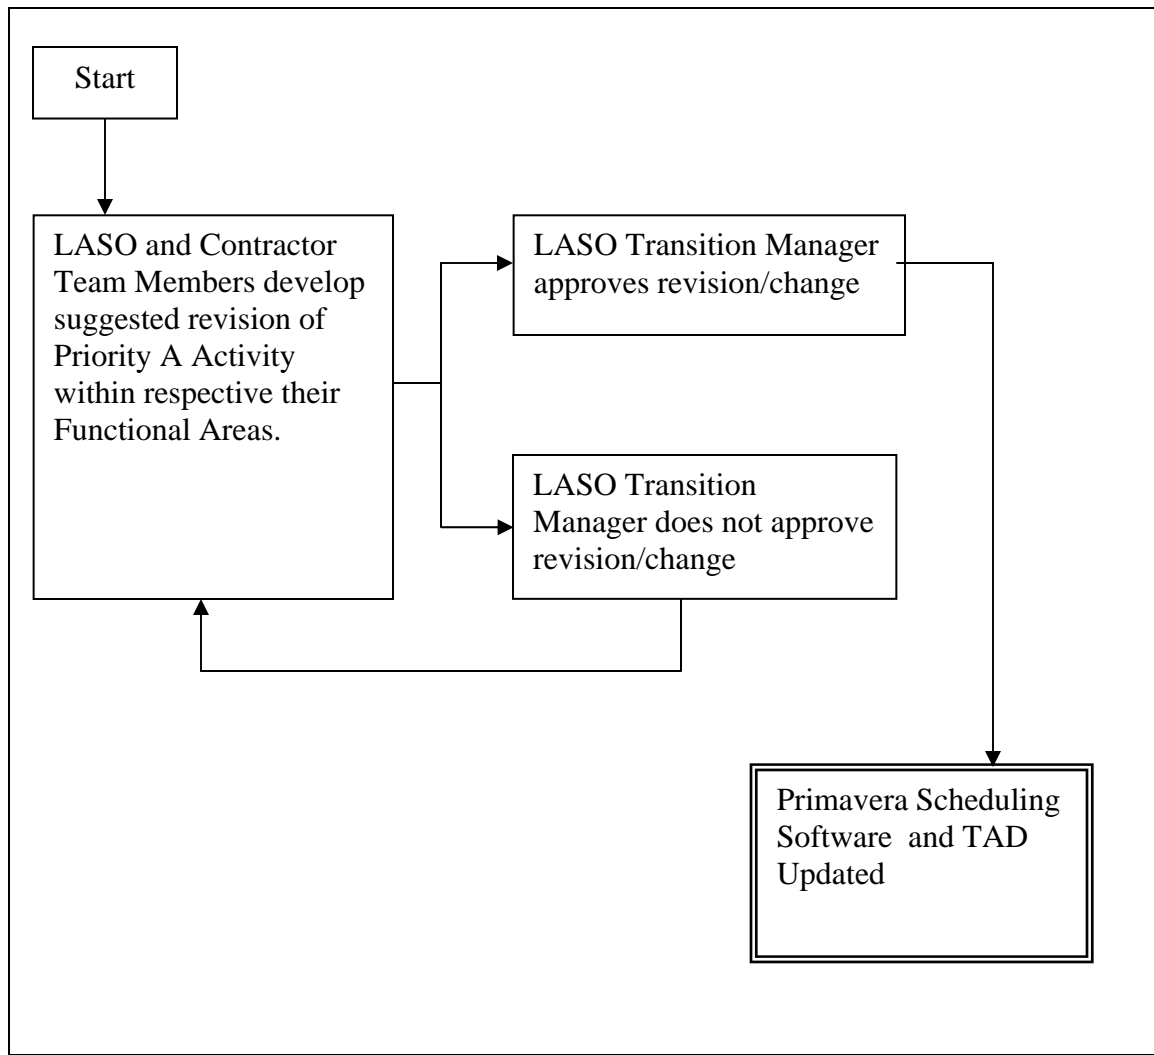 Start
LASO and Contractor
Team Members develop
suggested revision of
Priority A Activity
within respective their
Functional Areas.
LASO Transition Manager
approves revision/change
LASO Transition
Manager does not approve
revision/change
Primavera Scheduling
Software  and TAD
Updated